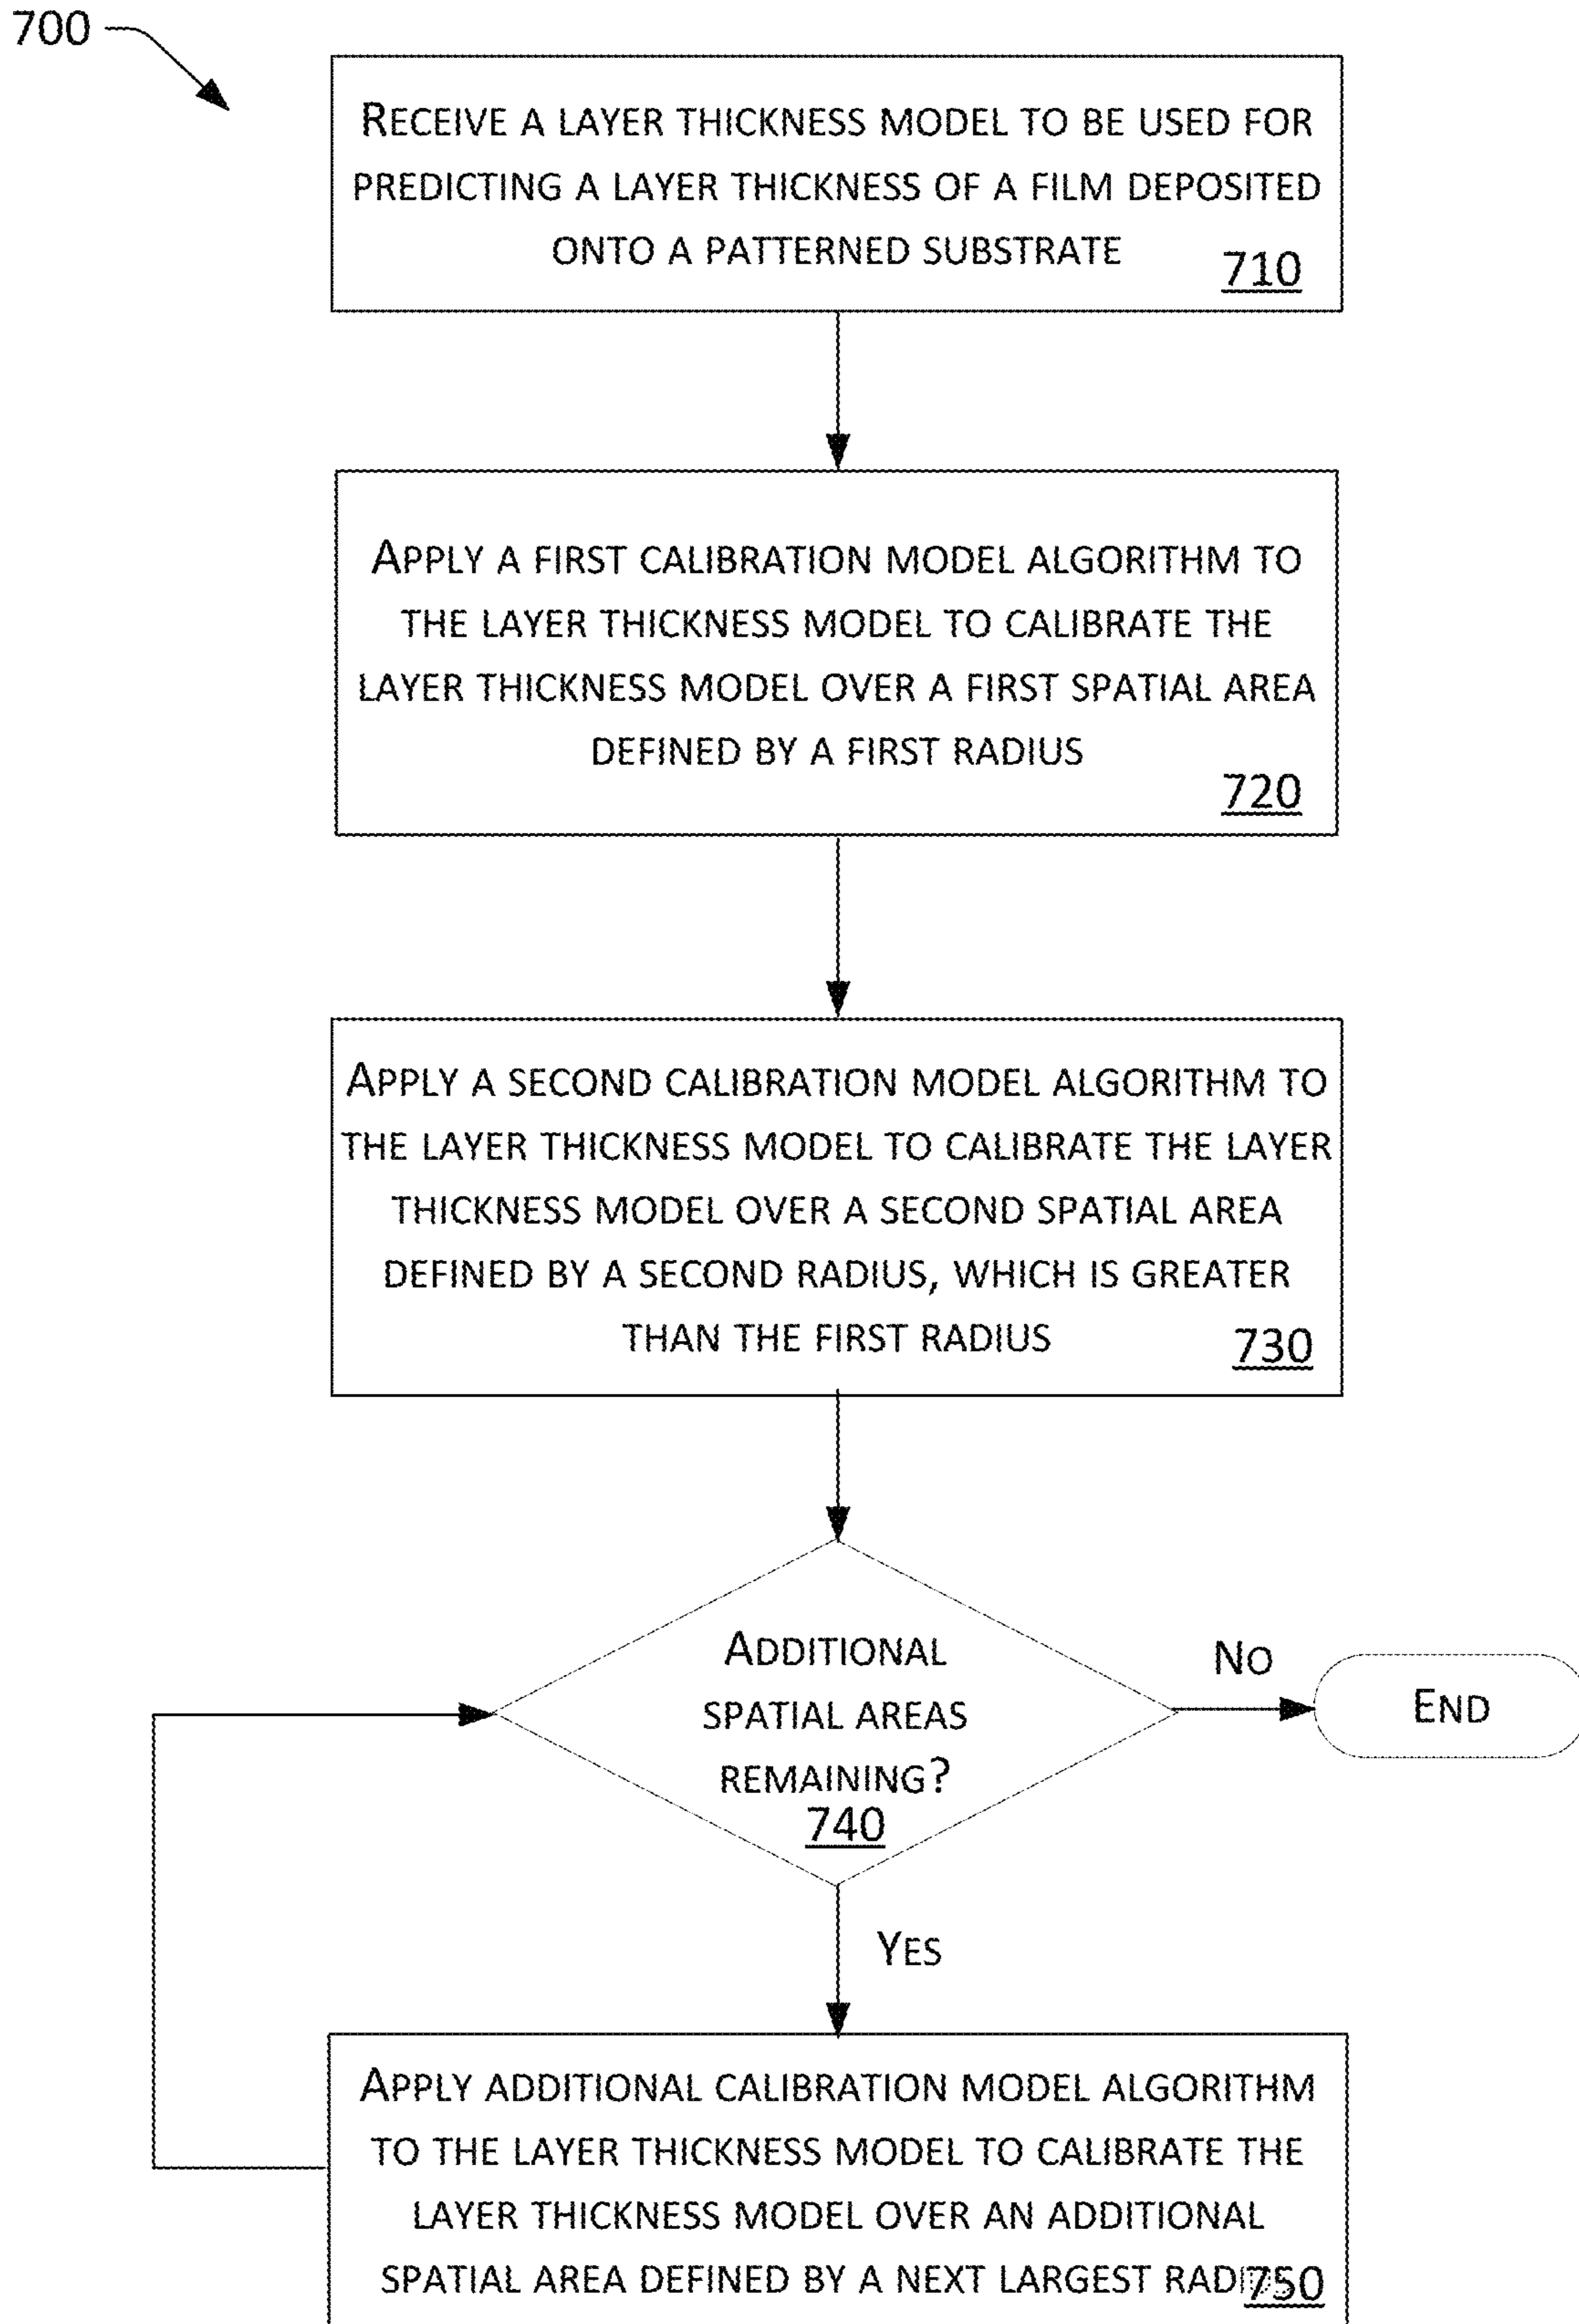 700
RECEIVE A LAYER THICKNESS MODEL TO BE USED FOR
PREDICTING A LAYER THICKNESS OF A FILM DEPOSITED
ONTO A PATTERNED SUBSTRATE
710
APPLY A FIRST CALIBRATION MODEL ALGORITHM TO
THE LAYER THICKNESS MODEL TO CALIBRATE THE
LAYER THICKNESS MODEL OVER A FIRST SPATIAL AREA
DEFINED BY A FIRST RADIUS
720
APPLY A SECOND CALIBRATION MODEL ALGORITHM TO
THE LAYER THICKNESS MODEL TO CALIBRATE THE LAYER
THICKNESS MODEL OVER A SECOND SPATIAL AREA
DEFINED BY A SECOND RADIUS, WHICH IS GREATER
THAN THE FIRST RADIUS
730
ADDITIONAL
SPATIAL AREAS
REMAINING?
740
NO
END
YES
APPLY ADDITIONAL CALIBRATION MODEL ALGORITHM
TO THE LAYER THICKNESS MODEL TO CALIBRATE THE
LAYER THICKNESS MODEL OVER AN ADDITIONAL
SPATIAL AREA DEFINED BY A NEXT LARGEST
750